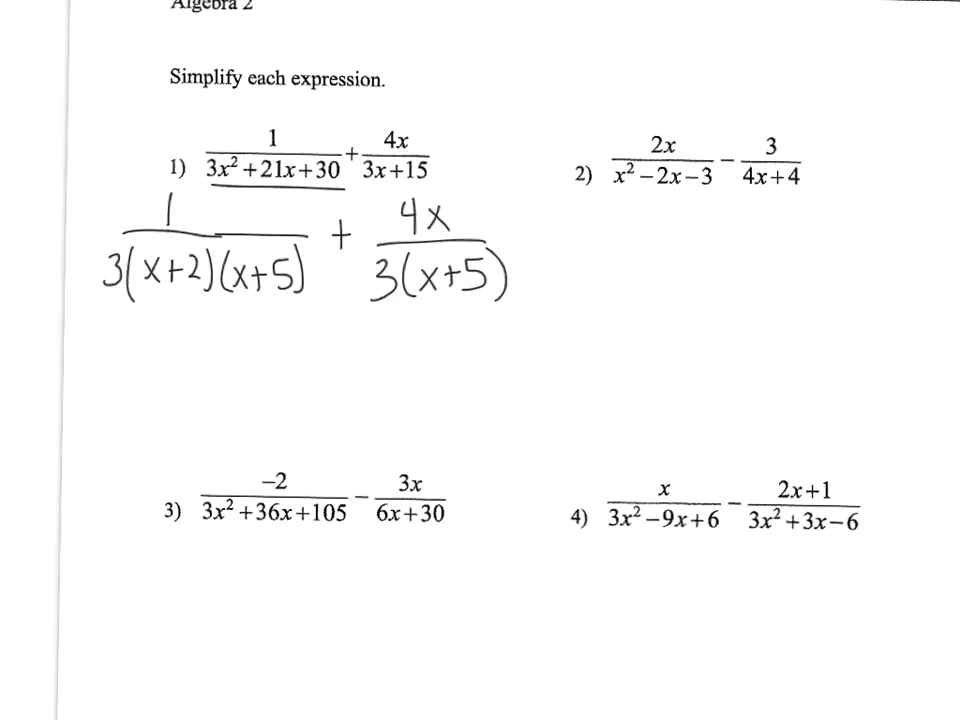 Algebra 2
Simplify each expression.
1) 1/(3x² + 21x + 30) + 4x/(3x + 15)
2) 2x/(x² − 2x − 3) − 3/(4x + 4)
1/(3(x+2)(x+5)) + 4x/(3(x+5))
3) −2/(3x² + 36x + 105) − 3x/(6x + 30)
4) x/(3x² − 9x + 6) − (2x + 1)/(3x² + 3x − 6)